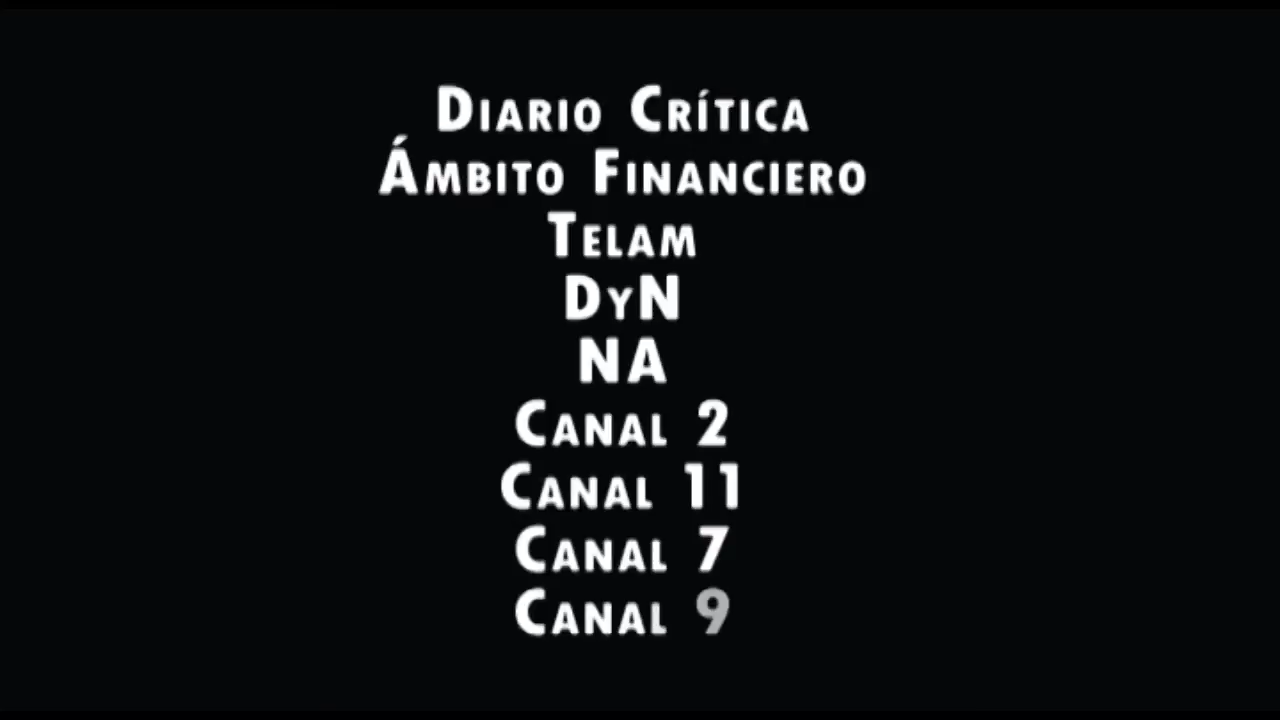 Diario Crítica
Ámbito Financiero
Telam
DyN
NA
Canal 2
Canal 11
Canal 7
Canal 9